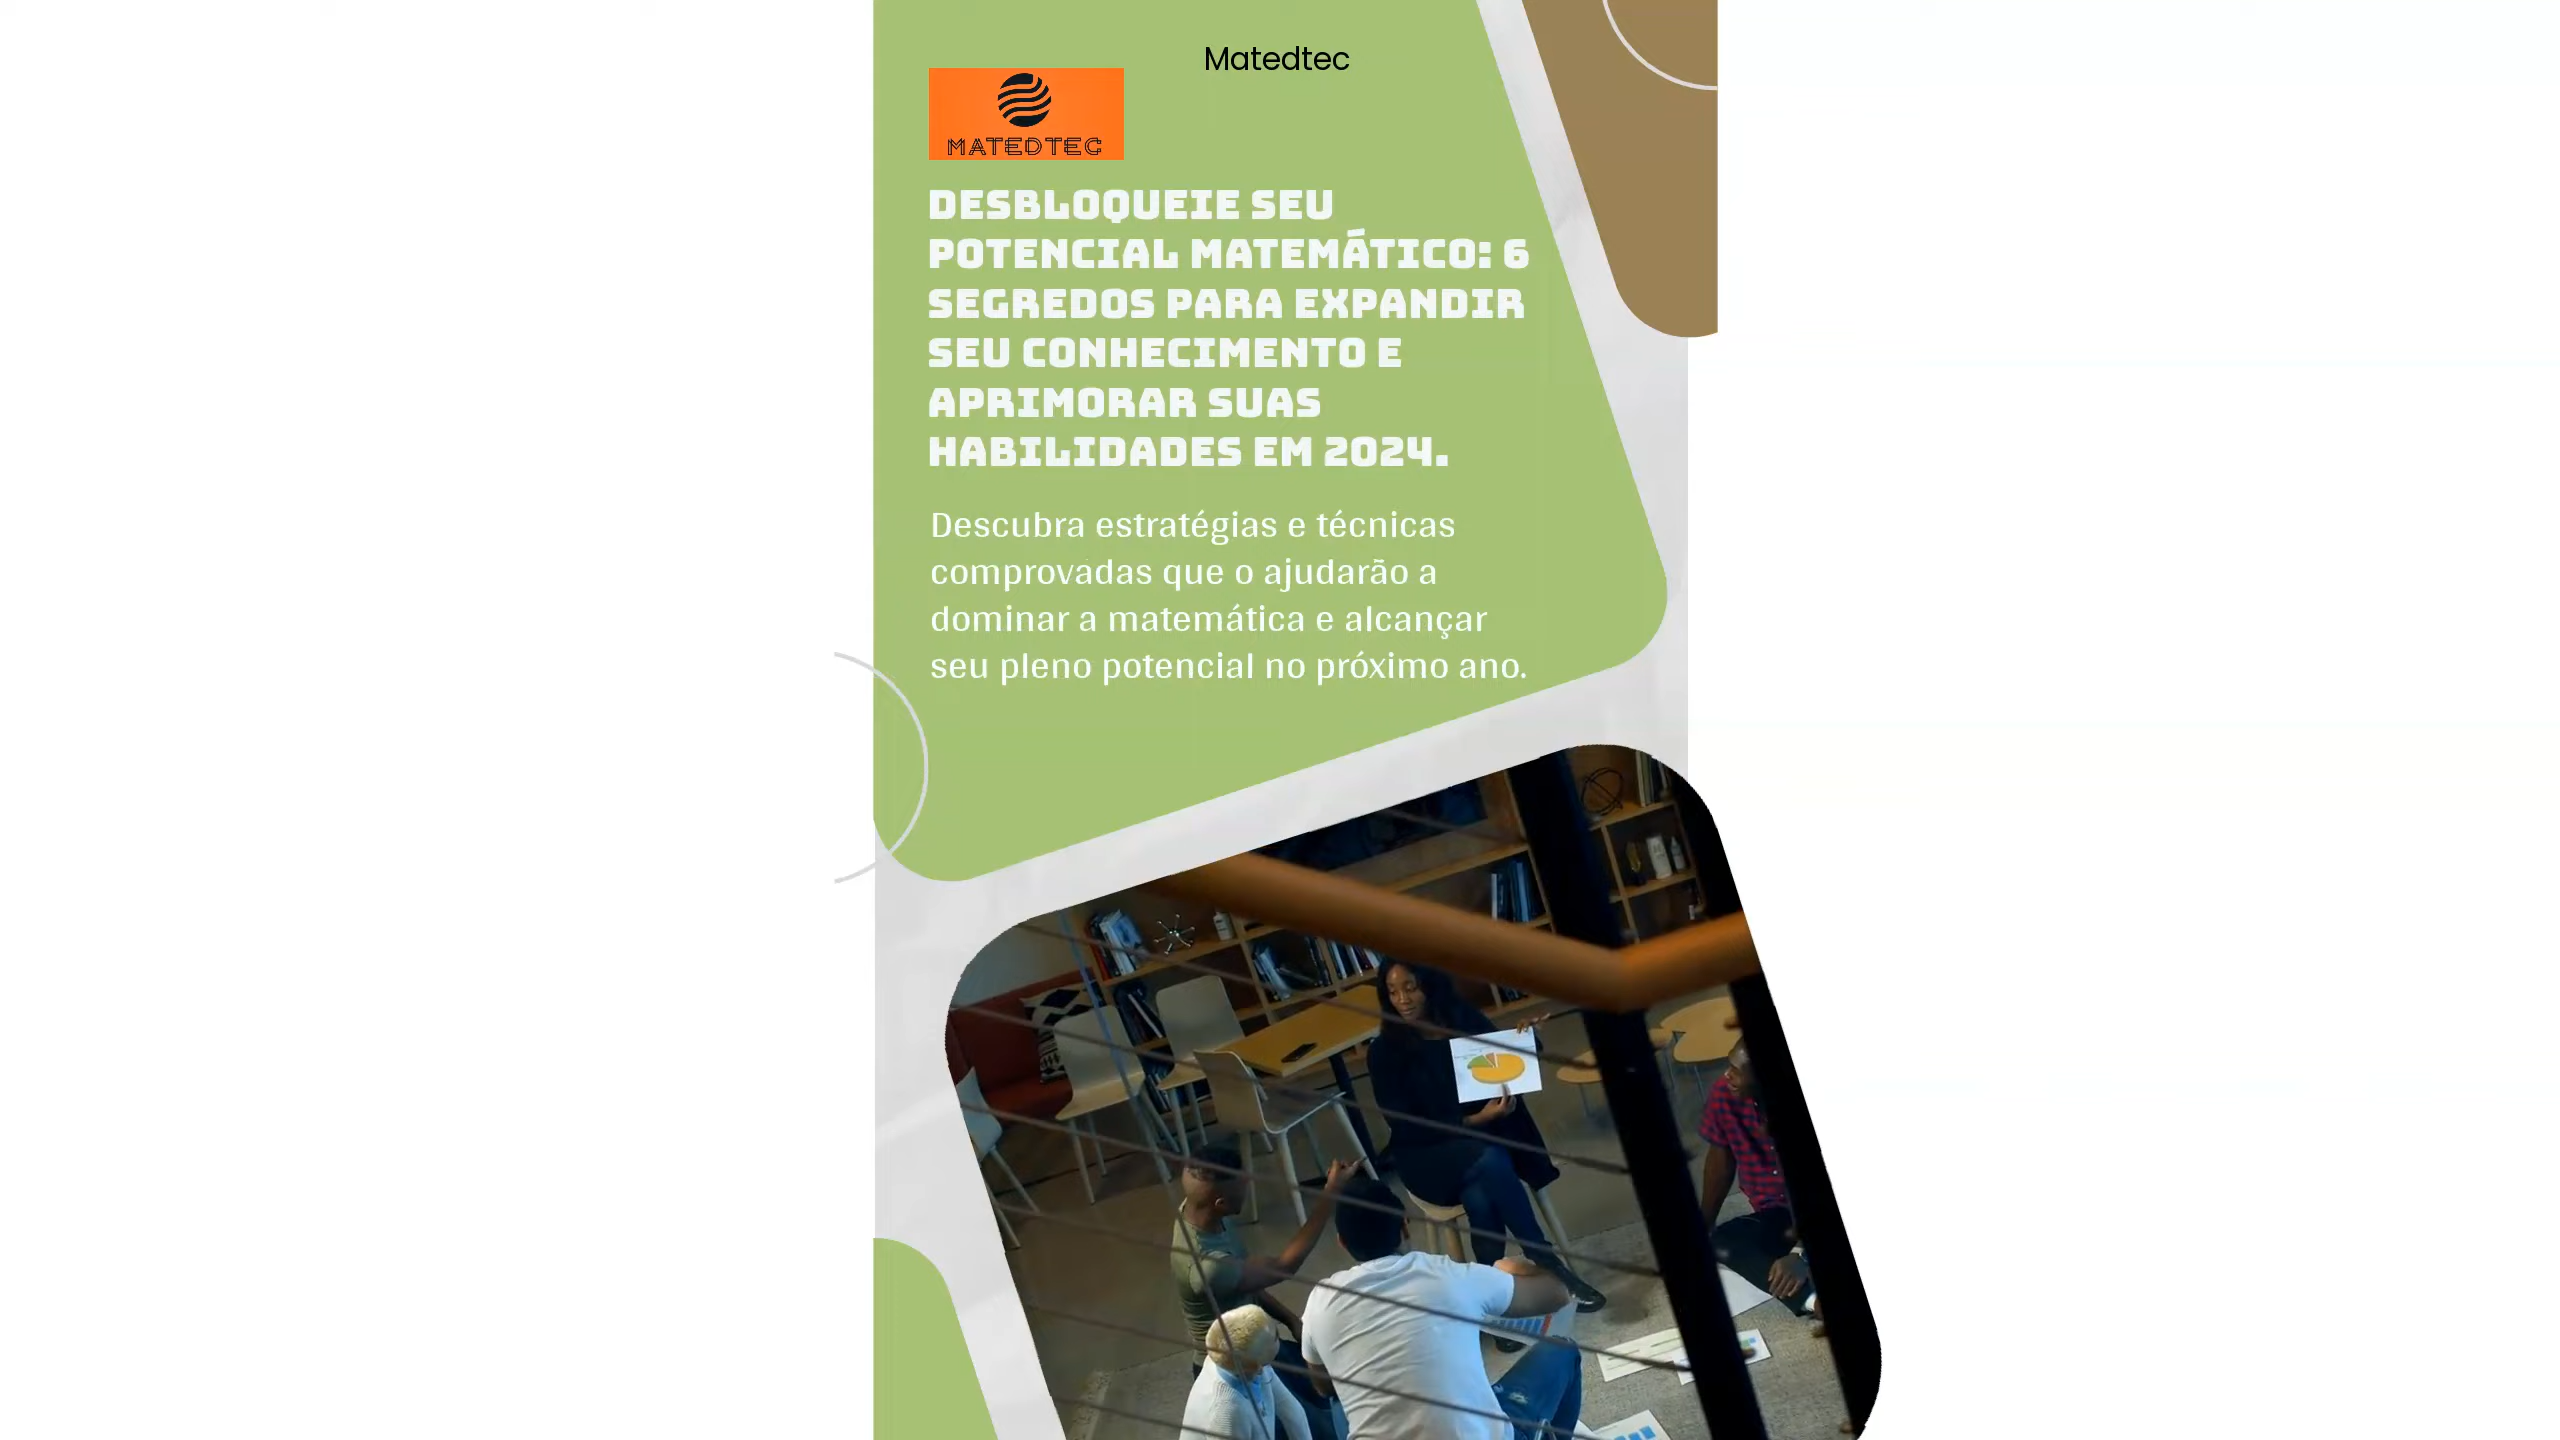 Matedtec
MATEDTEC
DESBLOQUEIE SEU
POTENCIAL MATEMÁTICO: 6
SEGREDOS PARA EXPANDIR
SEU CONHECIMENTO E
APRIMORAR SUAS
HABILIDADES EM 2024.
Descubra estratégias e técnicas
comprovadas que o ajudarão a
dominar a matemática e alcançar
seu pleno potencial no próximo ano.